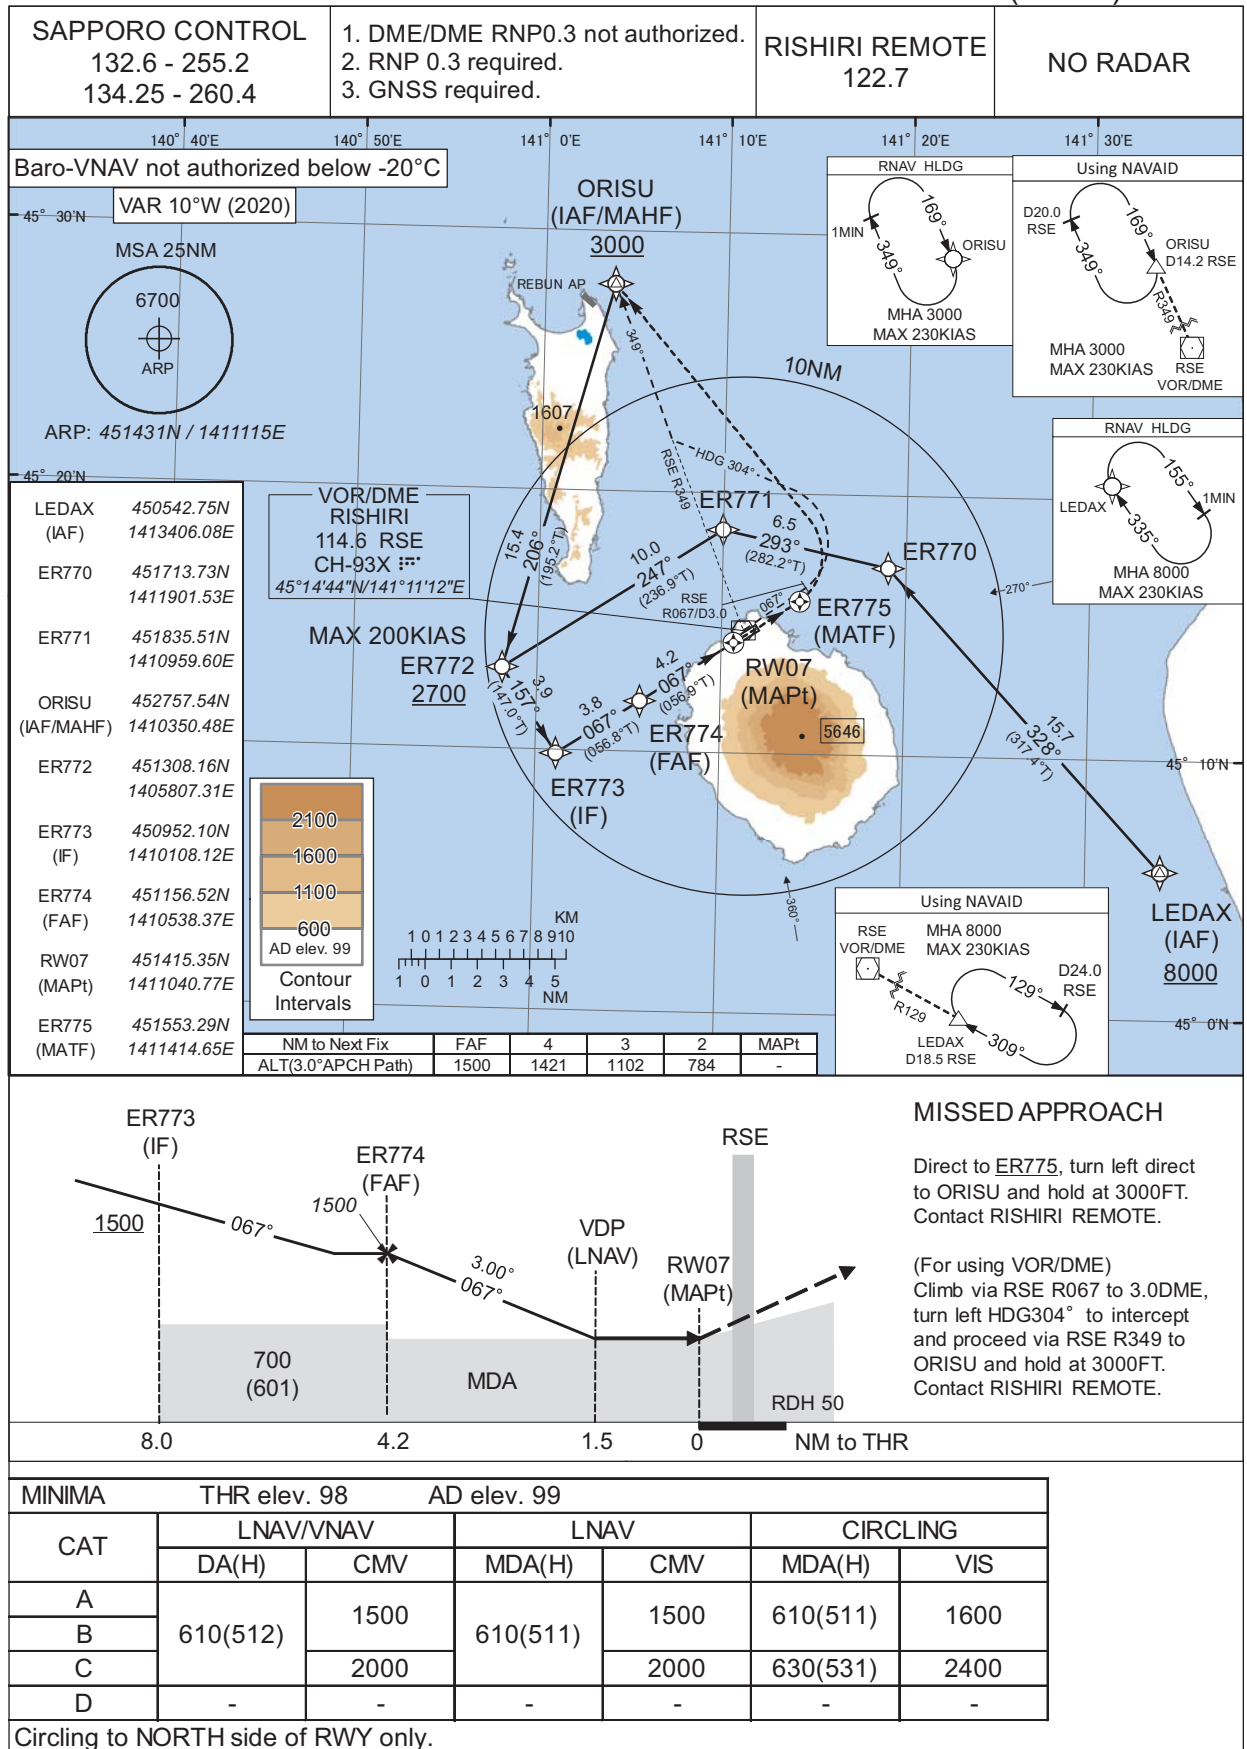 SAPPORO CONTROL
132.6 - 255.2
134.25 - 260.4
1. DME/DME RNP0.3 not authorized.
2. RNP 0.3 required.
3. GNSS required.
RISHIRI REMOTE
122.7
NO RADAR
140° 40'E
140° 50'E
141° 0'E
141° 10'E
141° 20'E
141° 30'E
Baro-VNAV not authorized below -20°C
VAR 10°W (2020)
45° 30'N
MSA 25NM
6700
ARP
ARP: 451431N / 1411115E
45° 20'N
ORISU
(IAF/MAHF)
3000
REBUN AP
349°
1607
10NM
RNAV HLDG
169°
1MIN
349°
ORISU
MHA 3000
MAX 230KIAS
Using NAVAID
D20.0
RSE
169°
349°
ORISU
D14.2 RSE
R349
MHA 3000
MAX 230KIAS
RSE
VOR/DME
RNAV HLDG
LEDAX
155°
1MIN
335°
MHA 8000
MAX 230KIAS
LEDAX
(IAF)
450542.75N
1413406.08E
ER770
451713.73N
1411901.53E
ER771
451835.51N
1410959.60E
ORISU
(IAF/MAHF)
452757.54N
1410350.48E
ER772
451308.16N
1405807.31E
ER773
(IF)
450952.10N
1410108.12E
ER774
(FAF)
451156.52N
1410538.37E
RW07
(MAPt)
451415.35N
1411040.77E
ER775
(MATF)
451553.29N
1411414.65E
VOR/DME
RISHIRI
114.6 RSE
CH-93X
45°14'44"N/141°11'12"E
15.4
206°
(195.2°T)
RSE R349
HDG 304°
ER771
6.5
293°
(282.2°T)
ER770
10.0
247°
(236.9°T)
RSE
R067/D3.0
067°
ER775
(MATF)
270°
MAX 200KIAS
ER772
2700
3.9
157°
(147.0°T)
3.8
067°
(056.8°T)
4.2
067°
(056.9°T)
RW07
(MAPt)
ER774
(FAF)
ER773
(IF)
5646
15.7
328°
(317.4°T)
45° 10'N
360°
LEDAX
(IAF)
8000
2100
1600
1100
600
AD elev. 99
Contour
Intervals
KM
1 0 1 2 3 4 5 6 7 8 9 10
1 0 1 2 3 4 5
NM
Using NAVAID
RSE
VOR/DME
MHA 8000
MAX 230KIAS
D24.0
RSE
129°
R129
309°
LEDAX
D18.5 RSE
45° 0'N
NM to Next Fix FAF 4 3 2 MAPt
ALT(3.0°APCH Path) 1500 1421 1102 784 -
ER773
(IF)
1500
067°
ER774
(FAF)
1500
3.00°
067°
VDP
(LNAV)
RW07
(MAPt)
RSE
700
(601)
MDA
RDH 50
8.0 4.2 1.5 0 NM to THR
MISSED APPROACH
Direct to ER775, turn left direct
to ORISU and hold at 3000FT.
Contact RISHIRI REMOTE.
(For using VOR/DME)
Climb via RSE R067 to 3.0DME,
turn left HDG304° to intercept
and proceed via RSE R349 to
ORISU and hold at 3000FT.
Contact RISHIRI REMOTE.
MINIMA THR elev. 98 AD elev. 99
CAT LNAV/VNAV LNAV CIRCLING
DA(H) CMV MDA(H) CMV MDA(H) VIS
A
B
610(512) 1500 610(511) 1500 610(511) 1600
C 2000 2000 630(531) 2400
D - - - - - -
Circling to NORTH side of RWY only.